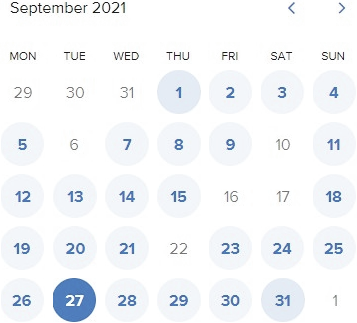 September 2021
MON TUE WED THU FRI SAT SUN
29 30 31 1 2 3 4
5 6 7 8 9 10 11
12 13 14 15 16 17 18
19 20 21 22 23 24 25
26 27 28 29 30 31 1